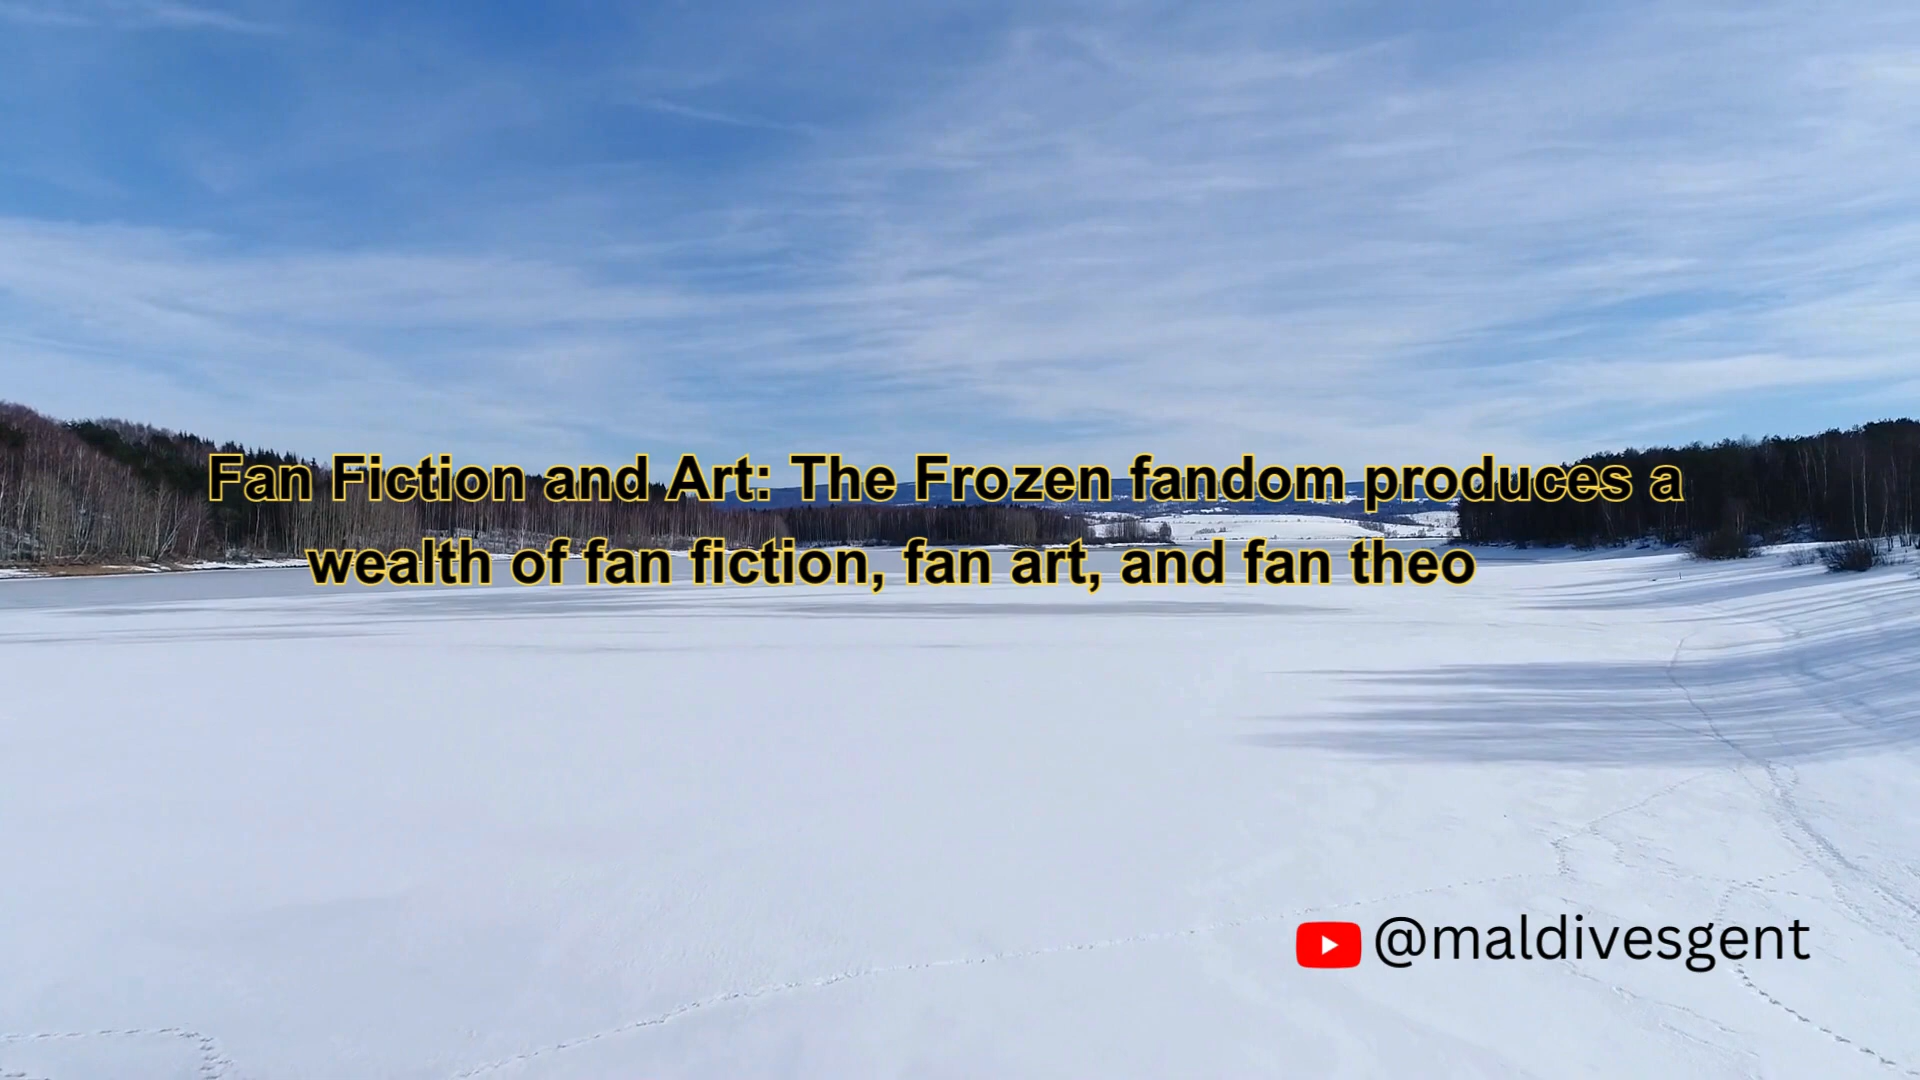 Fan Fiction and Art: The Frozen fandom produces a
wealth of fan fiction, fan art, and fan theo
@maldivesgent